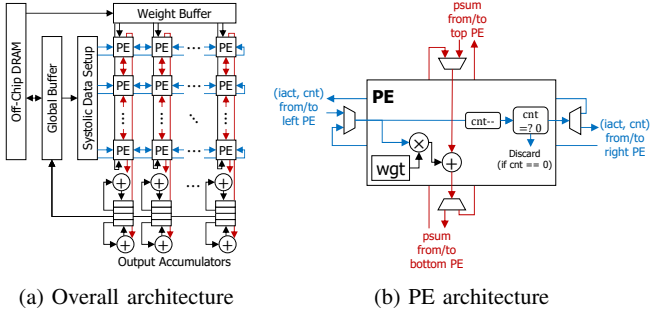 Off-Chip DRAM
Global Buffer
Systolic Data Setup
Weight Buffer
PE PE PE
PE PE PE
PE PE PE
Output Accumulators
(a) Overall architecture
psum
from/to
top PE
(iact, cnt)
from/to
left PE
PE
cnt--
cnt
=? 0
Discard
(if cnt == 0)
wgt
(iact, cnt)
from/to
right PE
psum
from/to
bottom PE
(b) PE architecture